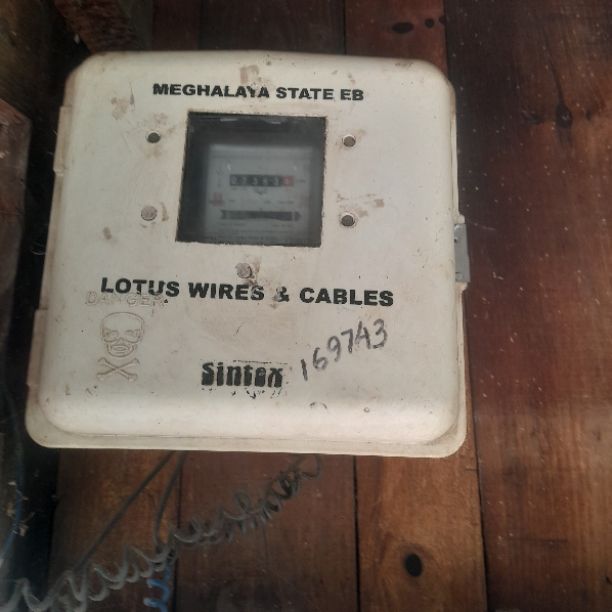 MEGHALAYA STATE EB
LOTUS WIRES & CABLES
DANGER
Sintex
169743